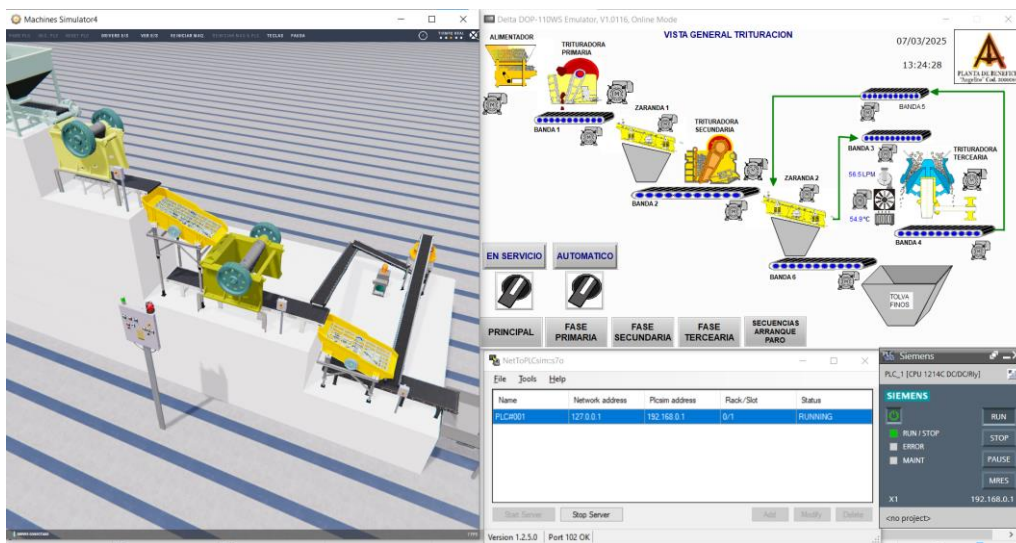 Machines Simulator4
Delta DOP-110WS Emulator, V1.0116, Online Mode
VISTA GENERAL TRITURACION
07/03/2025
13:24:28
PLANTA DE BENEFICIO
ALIMENTADOR
TRITURADORA
PRIMARIA
BANDA 1
ZARANDA 1
TRITURADORA
SECUNDARIA
BANDA 2
ZARANDA 2
BANDA 5
BANDA 3
TRITURADORA
TERCEARIA
56.5 LPM
54.9 °C
BANDA 4
BANDA 6
TOLVA
FINOS
EN SERVICIO
AUTOMATICO
PRINCIPAL
FASE
PRIMARIA
FASE
SECUNDARIA
FASE
TERCEARIA
SECUENCIAS
ARRANQUE
PARO
NetToPLCsim::s7o
File Tools Help
Name Network address Plcsim address Rack/Slot Status
PLC#001 127.0.0.1 192.168.0.1 0/1 RUNNING
Start Server Stop Server Add Modify Delete
Version 1.2.5.0 Port 102 OK
Siemens
PLC_1 [CPU 1214C DC/DC/Rly]
SIEMENS
RUN
RUN / STOP
STOP
ERROR
MAINT
PAUSE
MRES
X1 192.168.0.1
<no project>